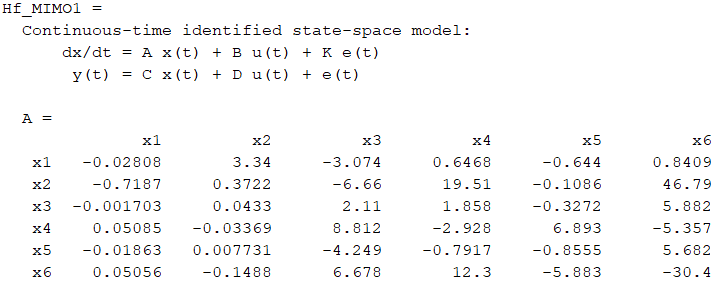 Hf_MIMO1 =
Continuous-time identified state-space model:
dx/dt = A x(t) + B u(t) + K e(t)
y(t) = C x(t) + D u(t) + e(t)
A =
x1 x2 x3 x4 x5 x6
x1 -0.02808 3.34 -3.074 0.6468 -0.644 0.8409
x2 -0.7187 0.3722 -6.66 19.51 -0.1086 46.79
x3 -0.001703 0.0433 2.11 1.858 -0.3272 5.882
x4 0.05085 -0.03369 8.812 -2.928 6.893 -5.357
x5 -0.01863 0.007731 -4.249 -0.7917 -0.8555 5.682
x6 0.05056 -0.1488 6.678 12.3 -5.883 -30.4